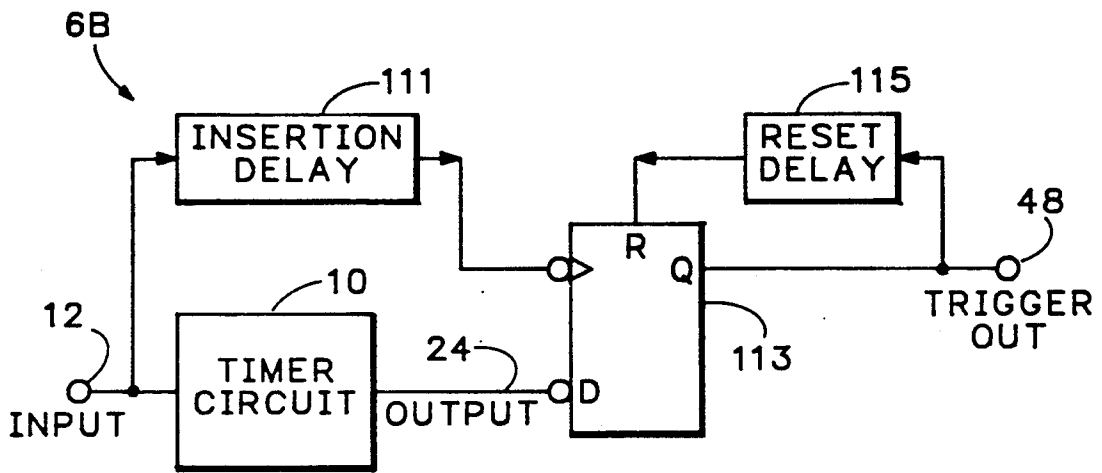 6B
111
INSERTION
DELAY
115
RESET
DELAY
48
R
Q
TRIGGER
OUT
113
12
INPUT
10
TIMER
CIRCUIT
24
OUTPUT
D